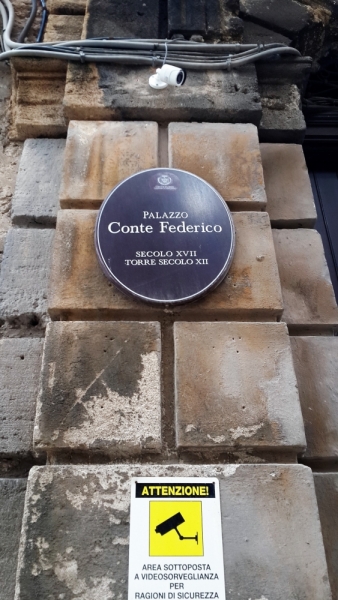 PALAZZO
Conte Federico
SECOLO XVII
TORRE SECOLO XII
ATTENZIONE!
AREA SOTTOPOSTA
A VIDEOSORVEGLIANZA
PER
RAGIONI DI SICUREZZA